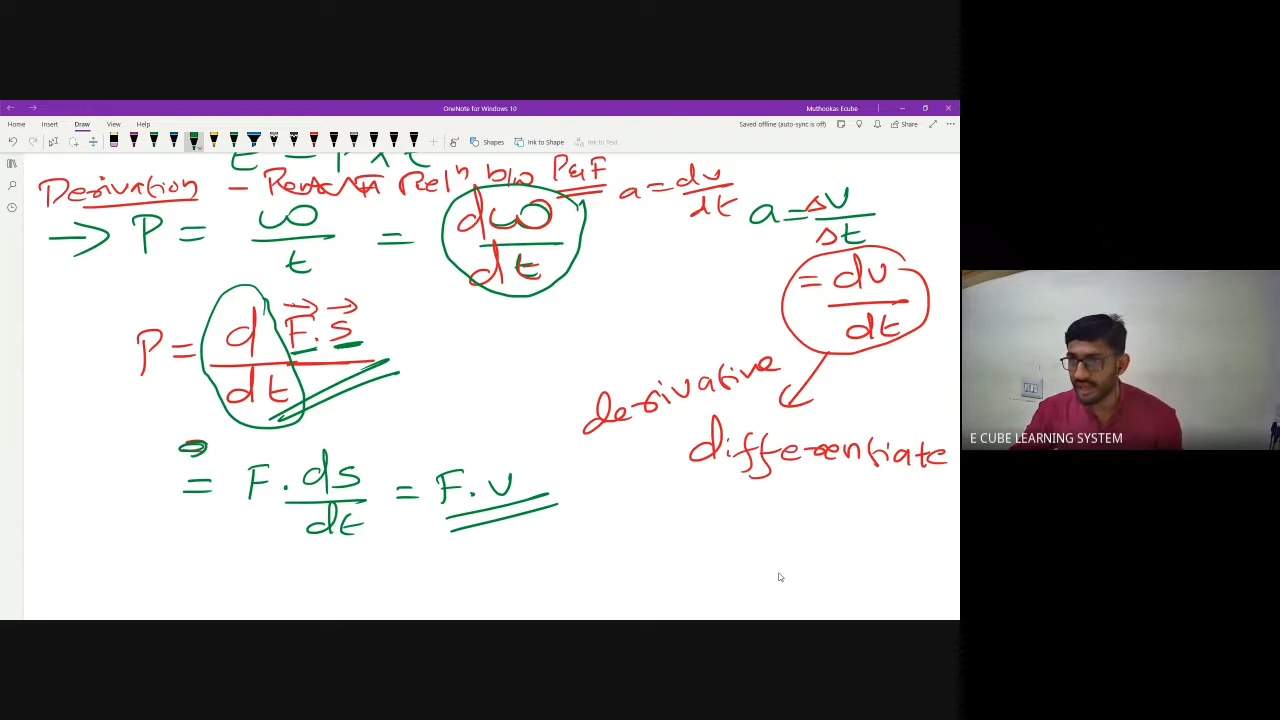 OneNote for Windows 10
Muthookas Ecube
Home Insert Draw View Help
Saved offline (auto-sync is off)
Share
Shapes Ink to Shape Ink to Text
E = P x t
Derivation - Reln b/w P & F
a = dv/dt
a = Δv/Δt
→ P = W/t = dW/dt
= dv/dt
P = d/dt F⃗ . s⃗
derivative
differentiate
= F . ds/dt = F . v
E CUBE LEARNING SYSTEM